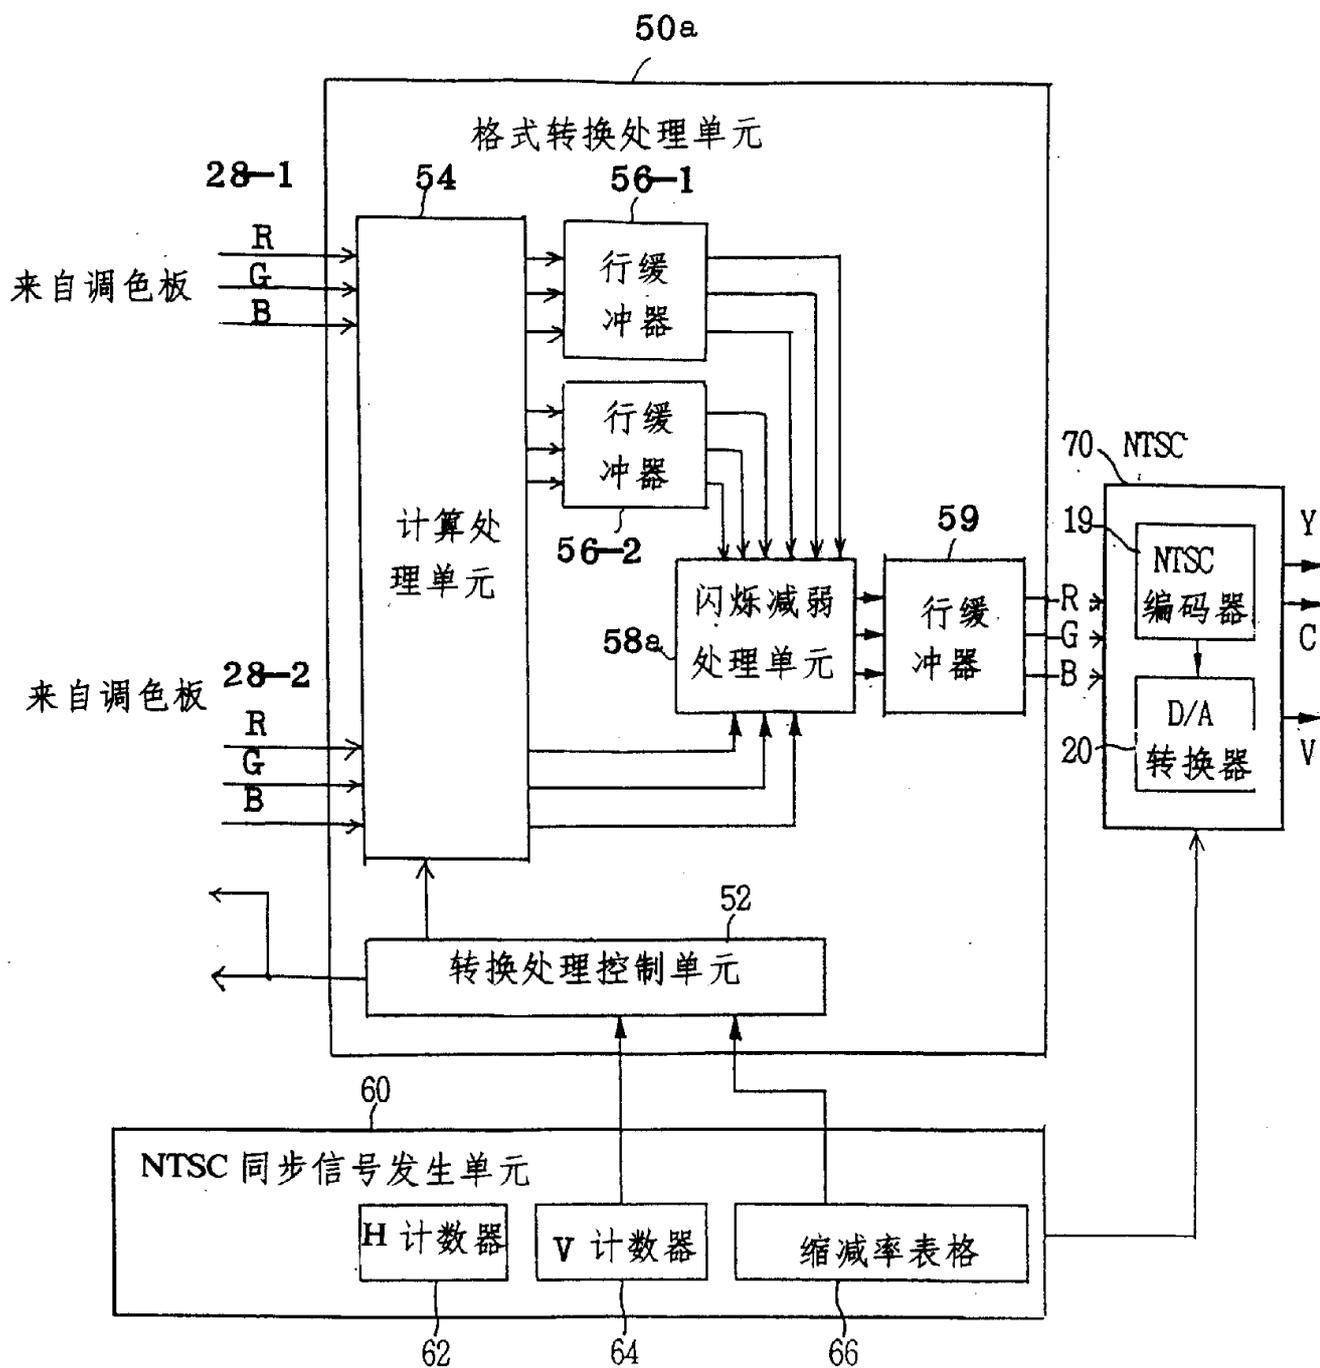 50a
格式转换处理单元
28-1
54
56-1
R
G
B
来自调色板
行缓
冲器
行缓
冲器
56-2
计算处
理单元
59
70 NTSC
19
NTSC
编码器
Y
C
闪烁减弱
处理单元
58a
行缓
冲器
R
G
B
D/A
转换器
20
V
28-2
来自调色板
R
G
B
52
转换处理控制单元
60
NTSC 同步信号发生单元
H 计数器
V 计数器
缩减率表格
62
64
66